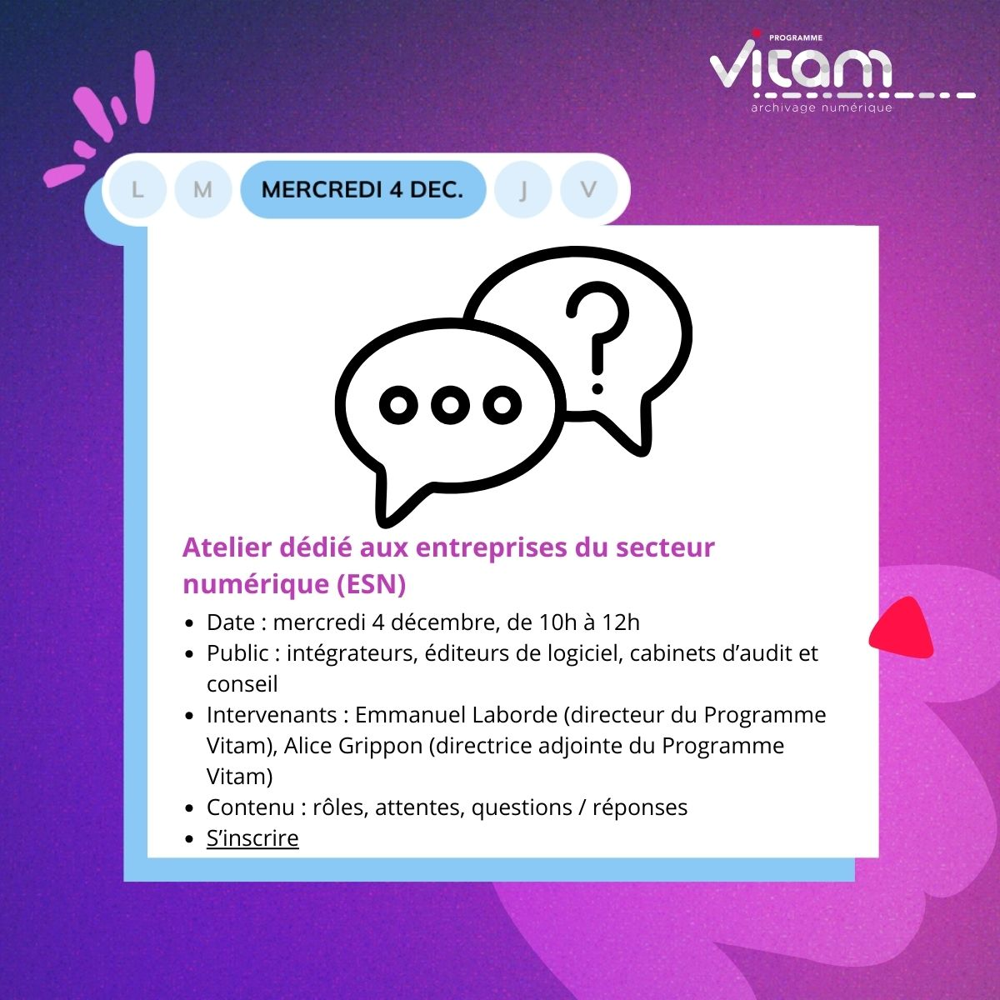 PROGRAMME
vitam
archivage numérique
L M MERCREDI 4 DEC. J V
?
Atelier dédié aux entreprises du secteur
numérique (ESN)
• Date : mercredi 4 décembre, de 10h à 12h
• Public : intégrateurs, éditeurs de logiciel, cabinets d’audit et
conseil
• Intervenants : Emmanuel Laborde (directeur du Programme
Vitam), Alice Grippon (directrice adjointe du Programme
Vitam)
• Contenu : rôles, attentes, questions / réponses
• S’inscrire